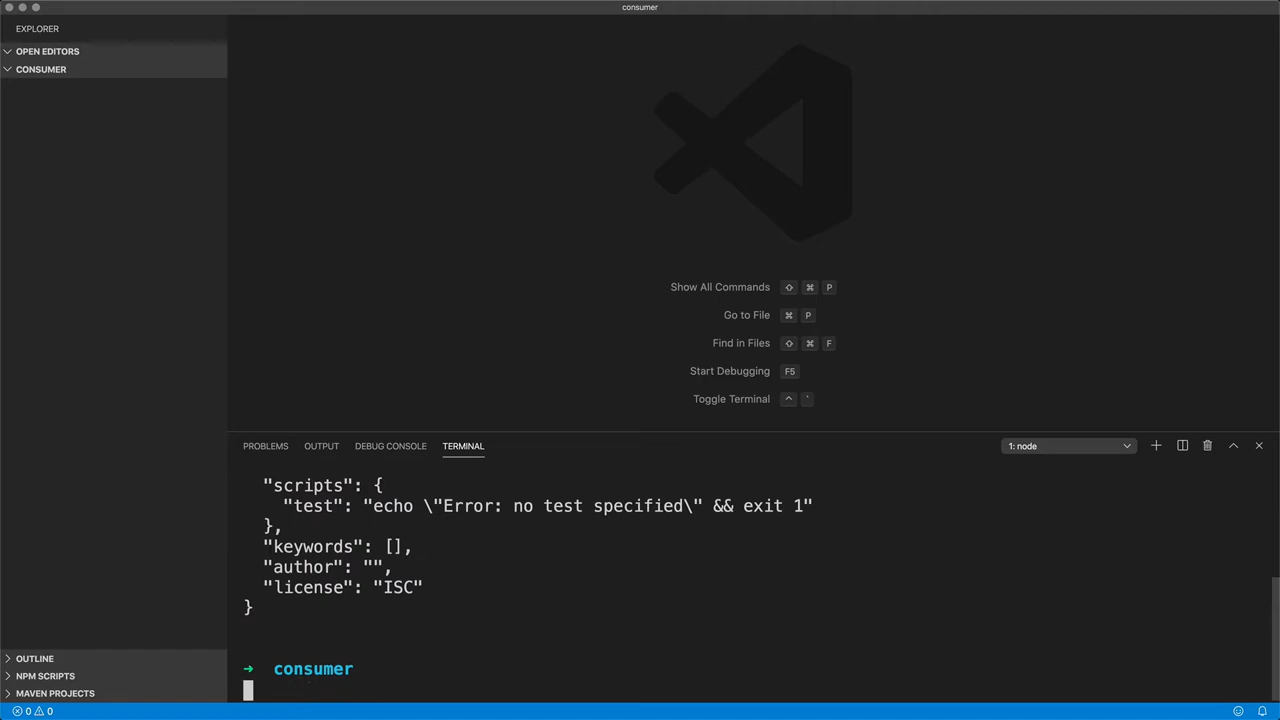 consumer
EXPLORER
OPEN EDITORS
CONSUMER
Show All Commands ⇧ ⌘ P
Go to File ⌘ P
Find in Files ⇧ ⌘ F
Start Debugging F5
Toggle Terminal ^ `
PROBLEMS OUTPUT DEBUG CONSOLE TERMINAL 1: node
"scripts": {
"test": "echo \"Error: no test specified\" && exit 1"
},
"keywords": [],
"author": "",
"license": "ISC"
}
➜ consumer
OUTLINE
NPM SCRIPTS
MAVEN PROJECTS
0 0